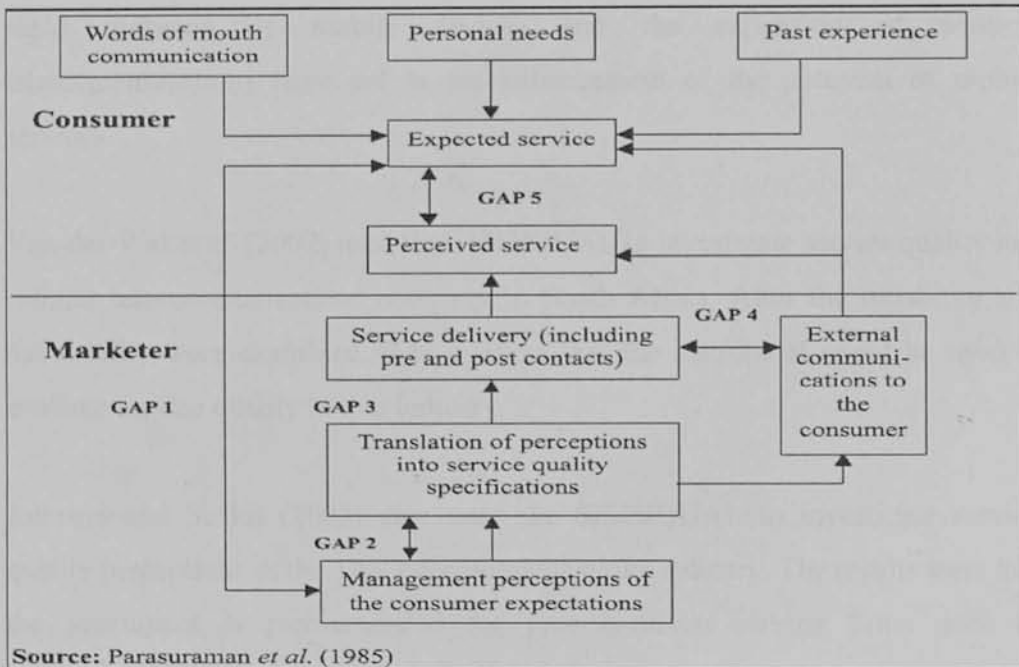 Words of mouth
communication
Personal needs
Past experience
Consumer
Expected service
GAP 5
Perceived service
GAP 4
Marketer
Service delivery (including
pre and post contacts)
External
communi-
cations to
the
consumer
GAP 1
GAP 3
Translation of perceptions
into service quality
specifications
GAP 2
Management perceptions of
the consumer expectations
Source: Parasuraman et al. (1985)